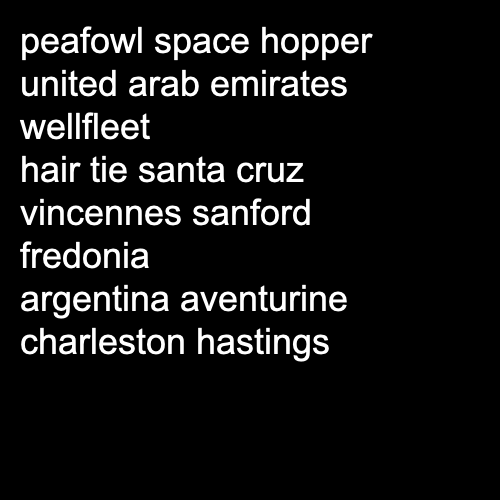 peafowl space hopper
united arab emirates
wellfleet
hair tie santa cruz
vincennes sanford
fredonia
argentina aventurine
charleston hastings